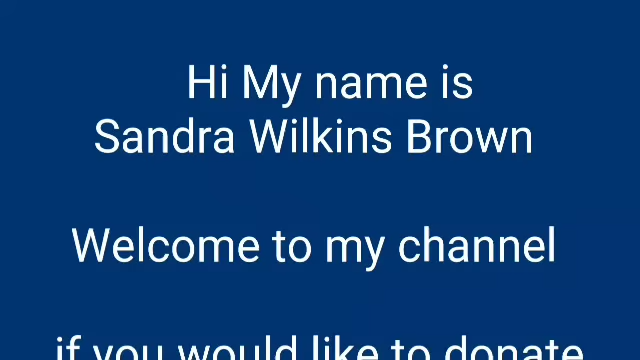 Hi My name is
Sandra Wilkins Brown
Welcome to my channel
if you would like to donate